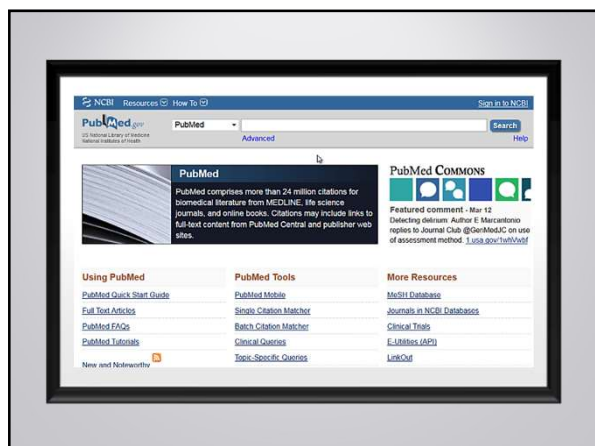 NCBI Resources How To Sign in to NCBI
PubMed.gov
US National Library of Medicine
National Institutes of Health
PubMed
Search
Advanced
Help
PubMed
PubMed comprises more than 24 million citations for
biomedical literature from MEDLINE, life science
journals, and online books. Citations may include links to
full-text content from PubMed Central and publisher web
sites.
PubMed Commons
Featured comment - Mar 12
Detecting delirium: Author E Marcantonio
replies to Journal Club @GenMedJC on use
of assessment method. 1.usa.gov/1whVwbf
Using PubMed
PubMed Quick Start Guide
Full Text Articles
PubMed FAQs
PubMed Tutorials
New and Noteworthy
PubMed Tools
PubMed Mobile
Single Citation Matcher
Batch Citation Matcher
Clinical Queries
Topic-Specific Queries
More Resources
MeSH Database
Journals in NCBI Databases
Clinical Trials
E-Utilities (API)
LinkOut